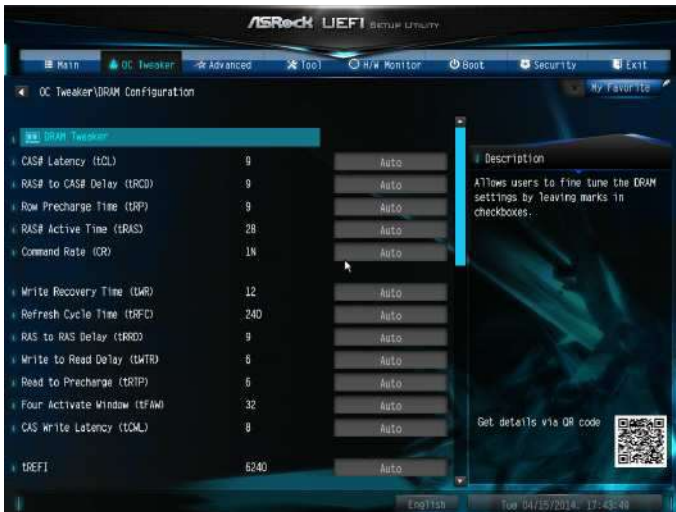 ASRock UEFI SETUP UTILITY
Main OC Tweaker Advanced Tool H/W Monitor Boot Security Exit
OC Tweaker\DRAM Configuration
My Favorite
DRAM Tweaker
CAS# Latency (tCL) 9 Auto
RAS# to CAS# Delay (tRCD) 9 Auto
Row Precharge Time (tRP) 9 Auto
RAS# Active Time (tRAS) 28 Auto
Command Rate (CR) 1N Auto
Write Recovery Time (tWR) 12 Auto
Refresh Cycle Time (tRFC) 240 Auto
RAS to RAS Delay (tRRD) Auto
Write to Read Delay (tWTR) 6 Auto
Read to Precharge (tRTP) 6 Auto
Four Activate Window (tFAW) 32 Auto
CAS Write Latency (tCWL) 8 Auto
tREFI 6240 Auto
Description
Allows users to fine tune the DRAM
settings by leaving marks in
checkboxes.
Get details via QR code
English
Tue 04/15/2014, 17:43: